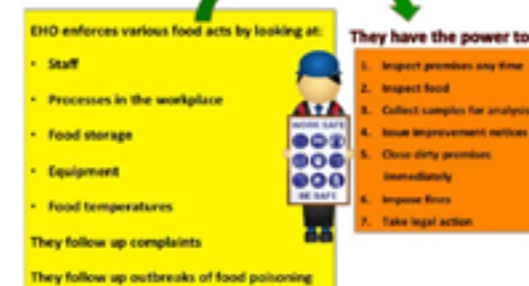 EHO enforces various food acts by looking at:
• Staff
• Processes in the workplace
• Food storage
• Equipment
• Food temperatures
They follow up complaints
They follow up outbreaks of food poisoning
WORK SAFE
BE SAFE
They have the power to
1. Inspect premises any time
2. Inspect food
3. Collect samples for analysis
4. Issue improvement notices
5. Close dirty premises
immediately
6. Impose fines
7. Take legal action